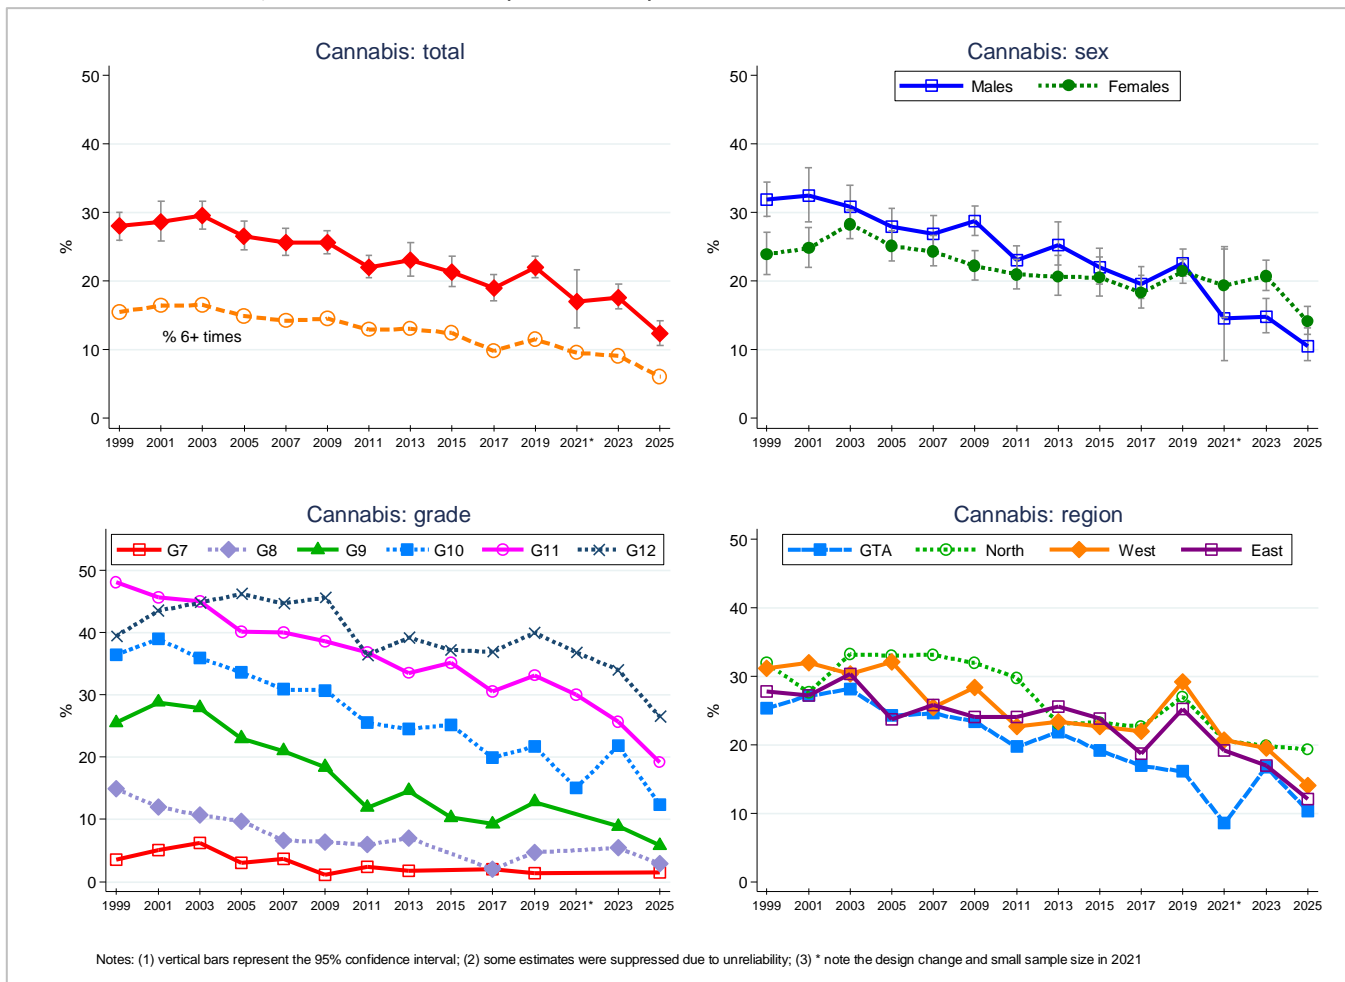 Cannabis: total
50
40
30
20
10
0
%
% 6+ times
1999 2001 2003 2005 2007 2009 2011 2013 2015 2017 2019 2021* 2023 2025
Cannabis: sex
Males Females
50
40
30
20
10
0
%
1999 2001 2003 2005 2007 2009 2011 2013 2015 2017 2019 2021* 2023 2025
Cannabis: grade
G7 G8 G9 G10 G11 G12
50
40
30
20
10
0
%
1999 2001 2003 2005 2007 2009 2011 2013 2015 2017 2019 2021* 2023 2025
Cannabis: region
GTA North West East
50
40
30
20
10
0
%
1999 2001 2003 2005 2007 2009 2011 2013 2015 2017 2019 2021* 2023 2025
Notes: (1) vertical bars represent the 95% confidence interval; (2) some estimates were suppressed due to unreliability; (3) * note the design change and small sample size in 2021